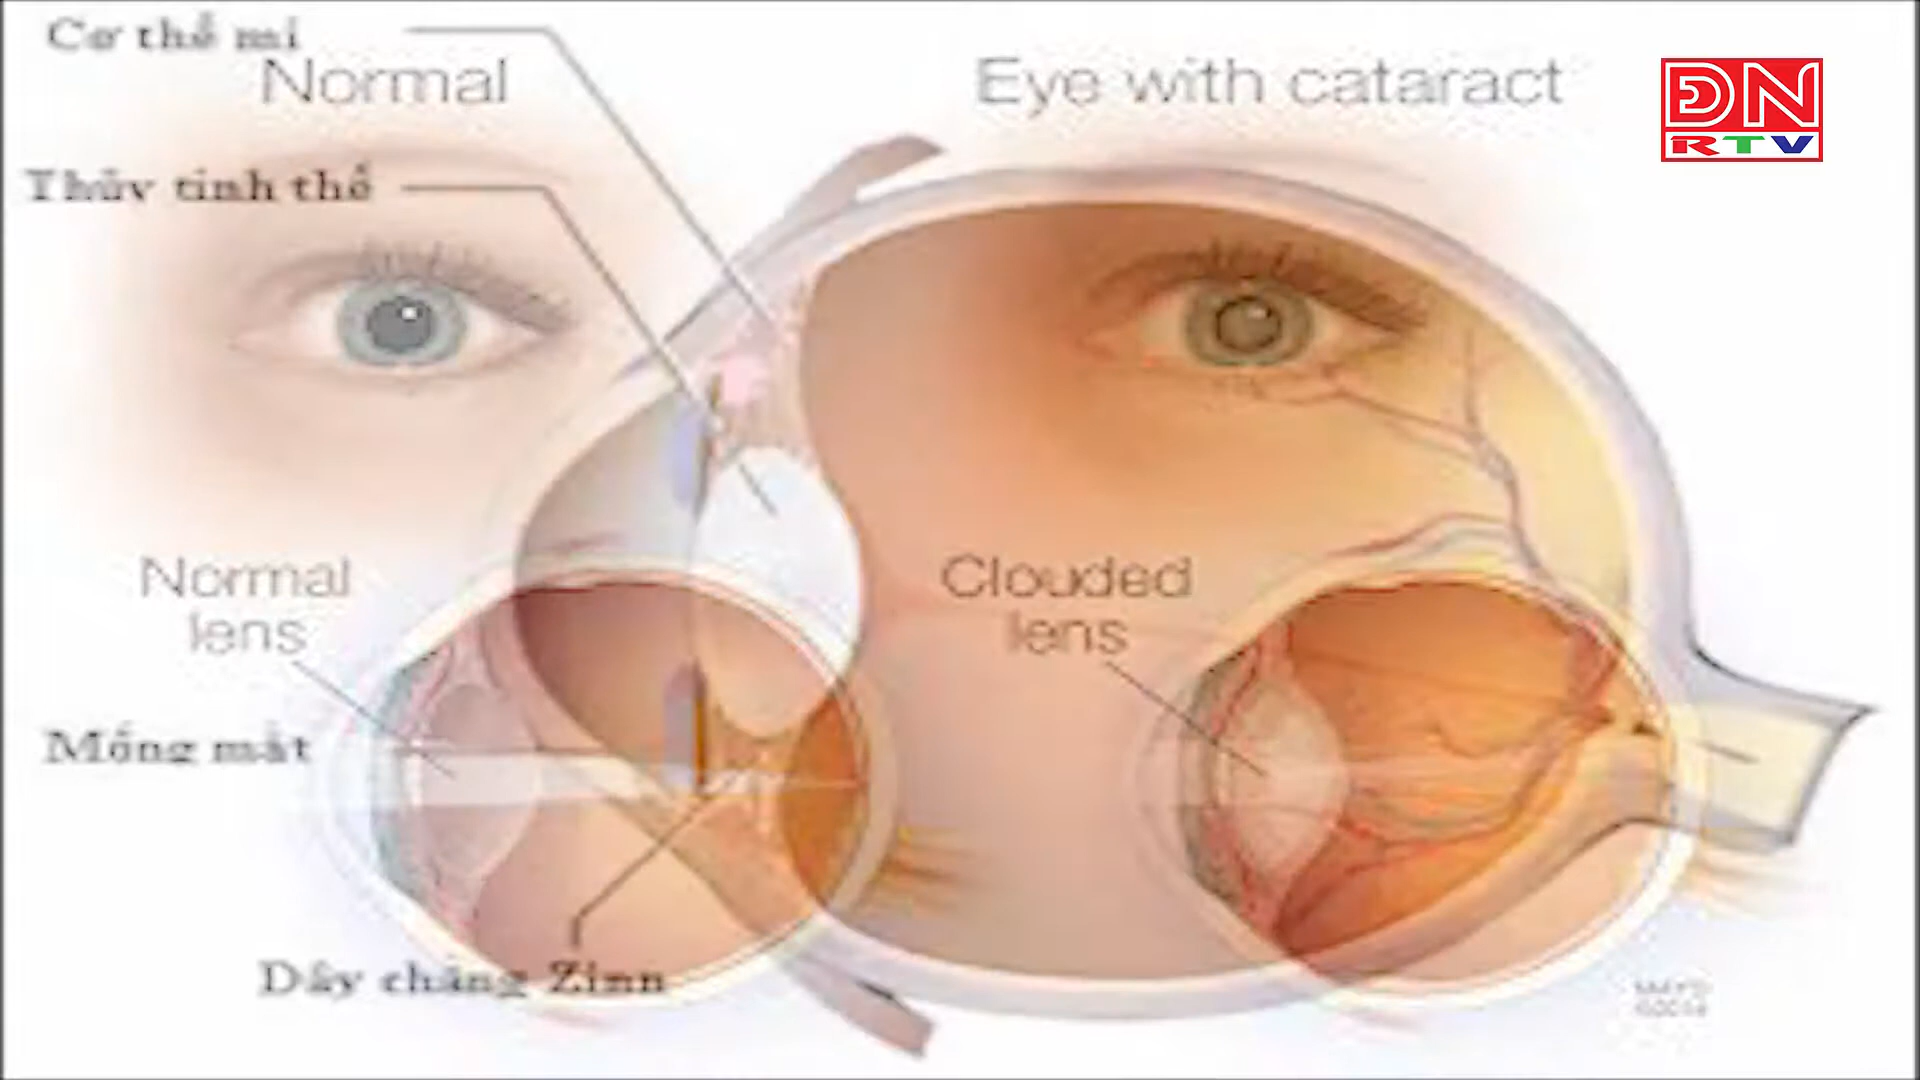 Cơ thể mi
Normal
Eye with cataract
ĐN
RTV
Thủy tinh thể
Normal
lens
Clouded
lens
Mống mắt
Dây chằng Zinn